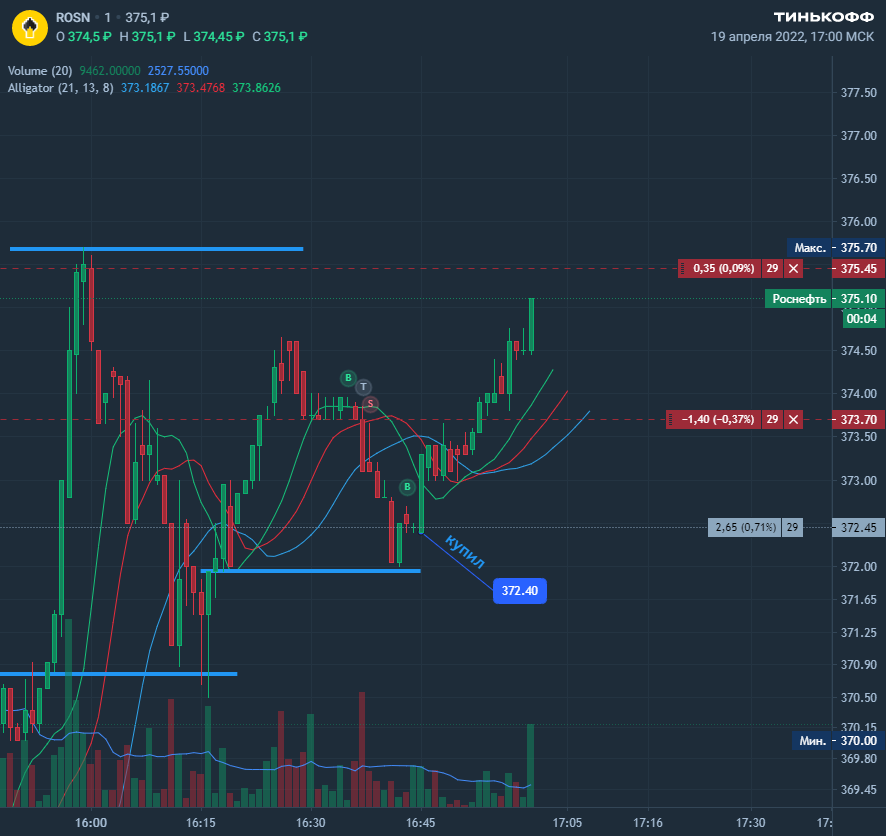 ROSN • 1 • 375,1 ₽
O 374,5 ₽ H 375,1 ₽ L 374,45 ₽ C 375,1 ₽
ТИНЬКОФФ
19 апреля 2022, 17:00 МСК
Volume (20) 9462.00000 2527.55000
Alligator (21, 13, 8) 373.1867 373.4768 373.8626
377.50
377.00
376.50
376.00
Макс. 375.70
0,35 (0,09%) 29 ✕ 375.45
Роснефть 375.10
00:04
374.50
B
T
S
374.00
−1,40 (−0,37%) 29 ✕ 373.70
373.50
373.00
B
2,65 (0,71%) 29 372.45
купил
372.40
372.00
371.65
371.25
370.90
370.50
370.15
Мин. 370.00
369.80
369.45
16:00 16:15 16:30 16:45 17:05 17:16 17:30 17: